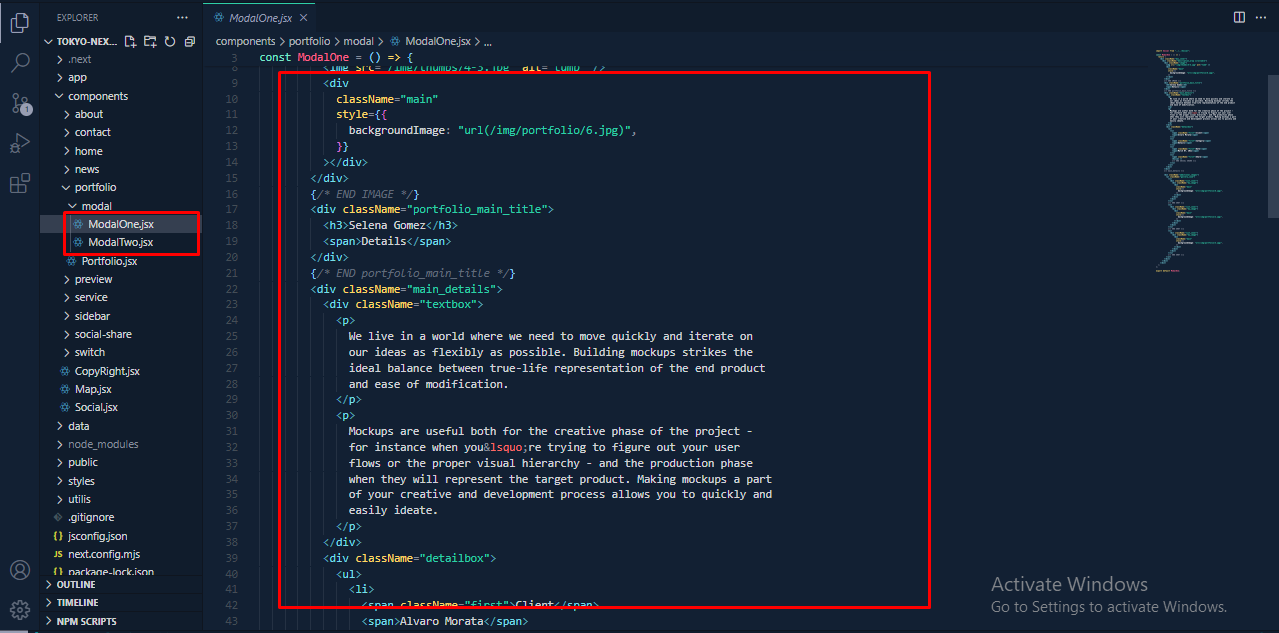 EXPLORER
ModalOne.jsx
TOKYO-NEX...
components > portfolio > modal > ModalOne.jsx > ...
.next
app
components
about
contact
home
news
portfolio
modal
ModalOne.jsx
ModalTwo.jsx
Portfolio.jsx
preview
service
sidebar
social-share
switch
CopyRight.jsx
Map.jsx
Social.jsx
data
node_modules
public
styles
utilis
.gitignore
{} jsconfig.json
JS next.config.mjs
{} package-lock.json
OUTLINE
TIMELINE
NPM SCRIPTS
1
3 const ModalOne = () => {
8 <img src="/img/thumbs/4-3.jpg" alt="tumb" />
9 <div
10 className="main"
11 style={{
12 backgroundImage: "url(/img/portfolio/6.jpg)",
13 }}
14 ></div>
15 </div>
16 {/* END IMAGE */}
17 <div className="portfolio_main_title">
18 <h3>Selena Gomez</h3>
19 <span>Details</span>
20 </div>
21 {/* END portfolio_main_title */}
22 <div className="main_details">
23 <div className="textbox">
24 <p>
25 We live in a world where we need to move quickly and iterate on
26 our ideas as flexibly as possible. Building mockups strikes the
27 ideal balance between true-life representation of the end product
28 and ease of modification.
29 </p>
30 <p>
31 Mockups are useful both for the creative phase of the project -
32 for instance when you&lsquo;re trying to figure out your user
33 flows or the proper visual hierarchy - and the production phase
34 when they will represent the target product. Making mockups a part
35 of your creative and development process allows you to quickly and
36 easily ideate.
37 </p>
38 </div>
39 <div className="detailbox">
40 <ul>
41 <li>
42 <span className="first">Client</span>
43 <span>Alvaro Morata</span>
Activate Windows
Go to Settings to activate Windows.